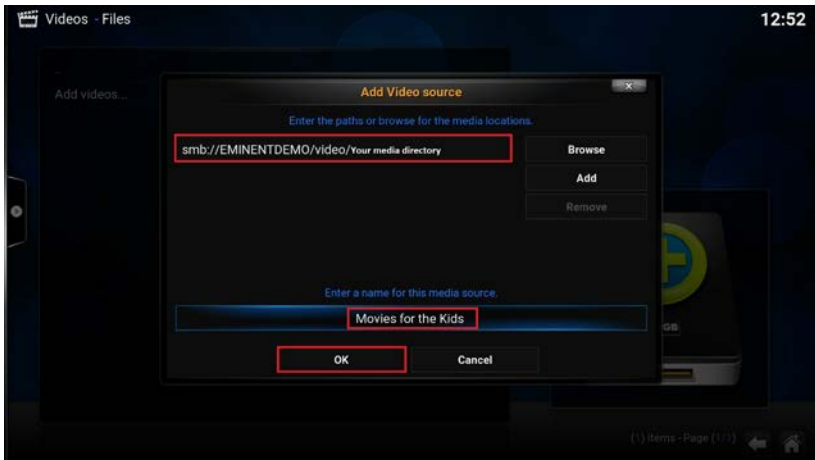 Videos - Files
12:52
Add videos...
Add Video source
Enter the paths or browse for the media locations.
smb://EMINENTDEMO/video/Your media directory
Browse
Add
Remove
Enter a name for this media source.
Movies for the Kids
GB
OK
Cancel
(1) Items - Page (1/1)